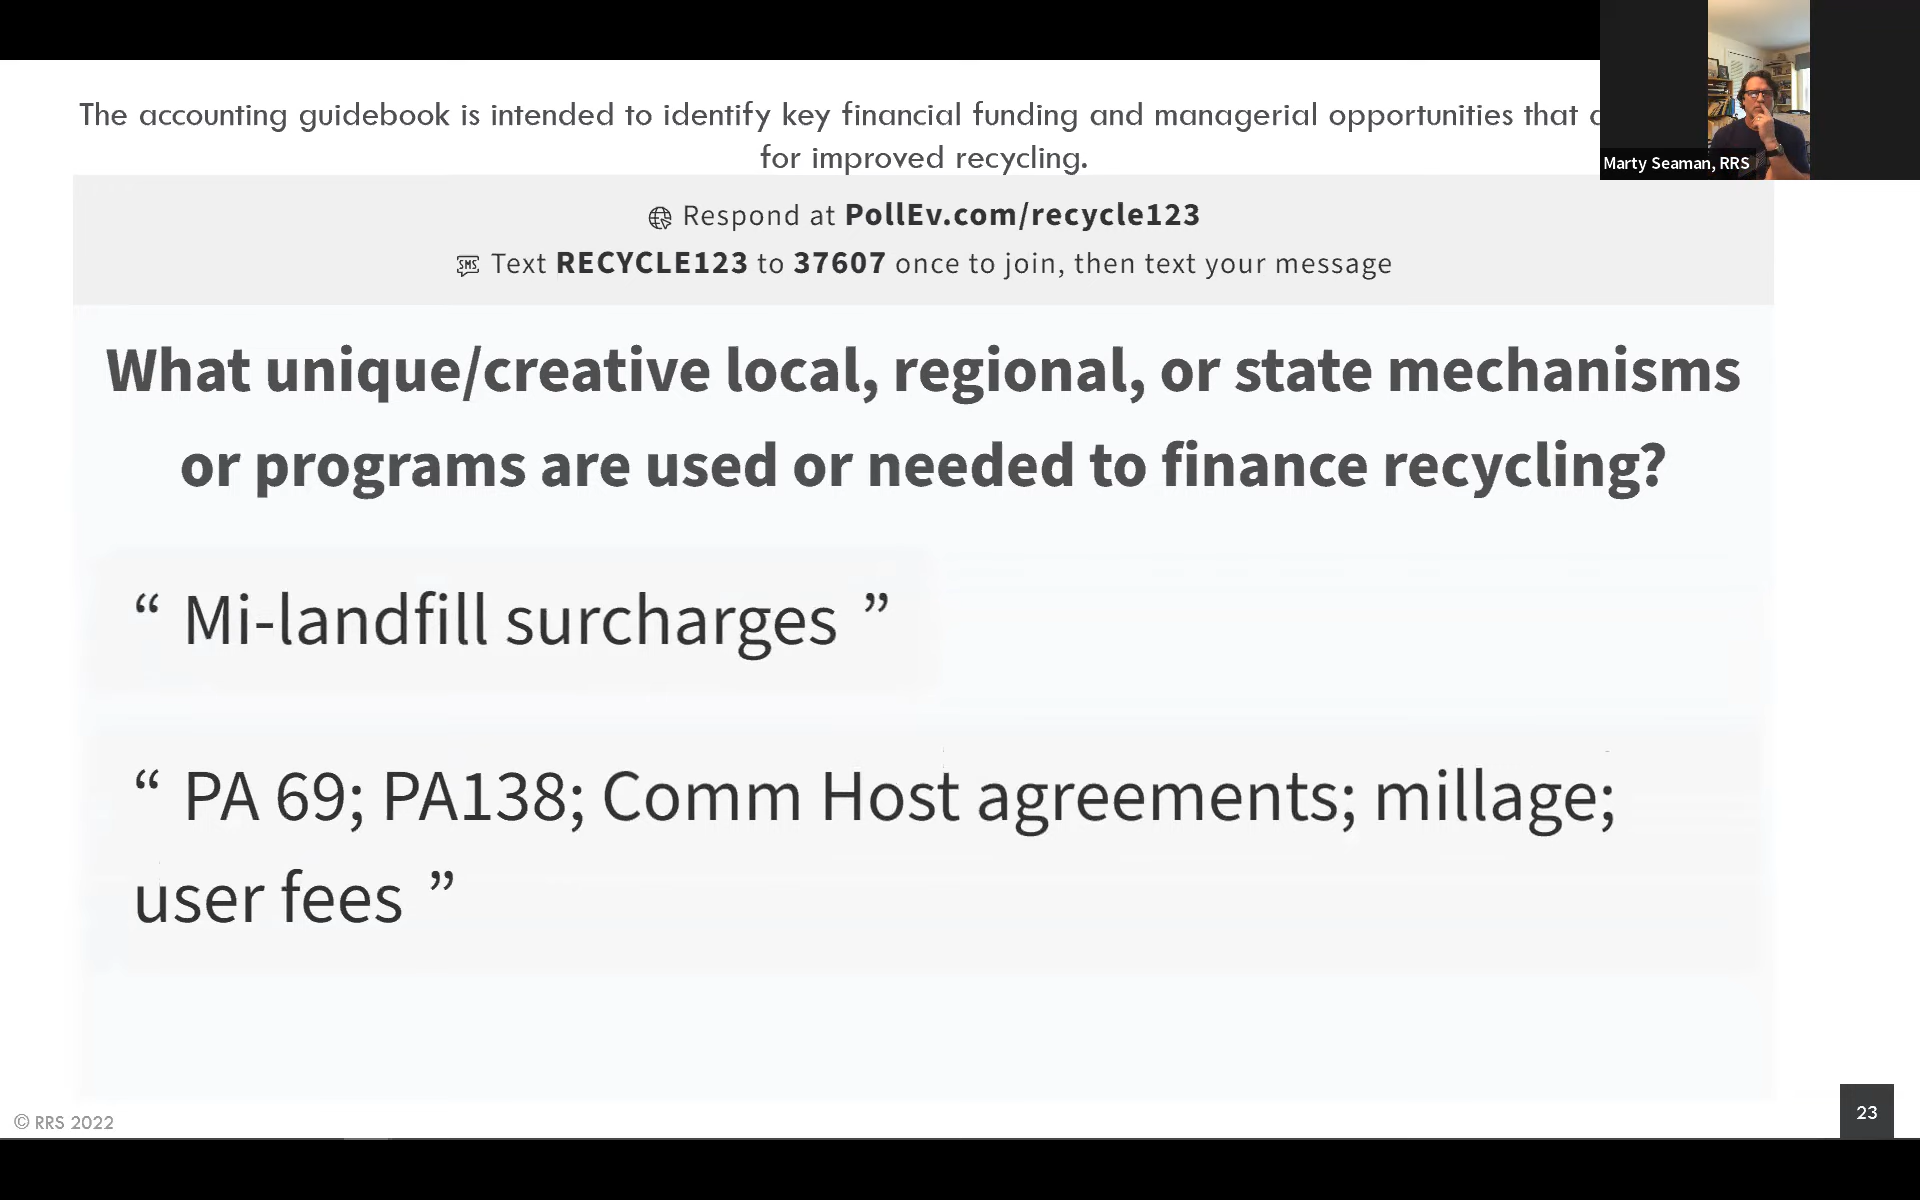 The accounting guidebook is intended to identify key financial funding and managerial opportunities that
for improved recycling.
Marty Seaman, RRS
Respond at PollEv.com/recycle123
SMS Text RECYCLE123 to 37607 once to join, then text your message
What unique/creative local, regional, or state mechanisms
or programs are used or needed to finance recycling?
“ Mi-landfill surcharges ”
“ PA 69; PA138; Comm Host agreements; millage;
user fees ”
© RRS 2022
23